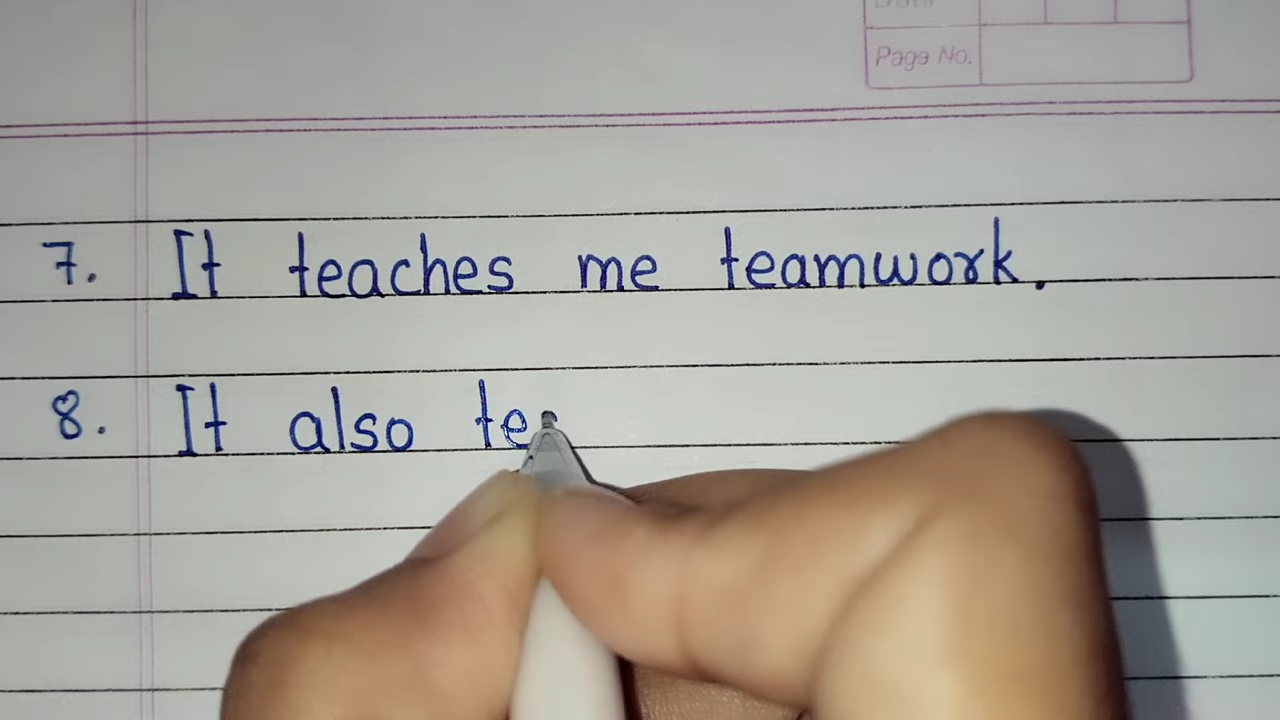 Page No.
7. It teaches me teamwork.
8. It also te